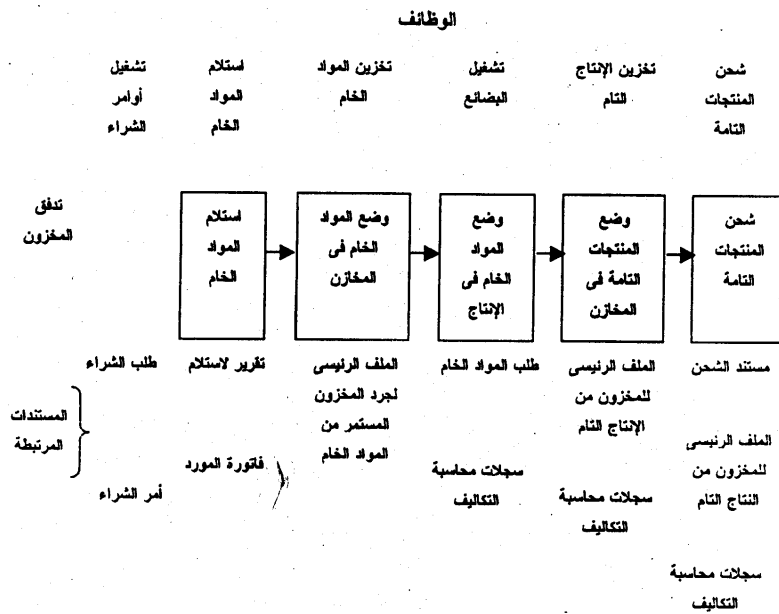 الوظائف
تشغيل
أوامر
الشراء
استلام
المواد
الخام
تخزين المواد
الخام
تشغيل
البضائع
تخزين الإنتاج
التام
شحن
المنتجات
التامة
تدفق
المخزون
استلام
المواد
الخام
وضع المواد
الخام فى
المخازن
وضع
المواد
الخام فى
الإنتاج
وضع
المنتجات
التامة فى
المخازن
شحن
المنتجات
التامة
المستندات
المرتبطة
طلب الشراء
أمر الشراء
تقرير لاستلام
فاتورة المورد
الملف الرئيسى
لجرد المخزون
المستمر من
المواد الخام
طلب المواد الخام
سجلات محاسبة
التكاليف
الملف الرئيسى
للمخزون من
الإنتاج التام
سجلات محاسبة
التكاليف
مستند الشحن
الملف الرئيسى
للمخزون من
النتاج التام
سجلات محاسبة
التكاليف